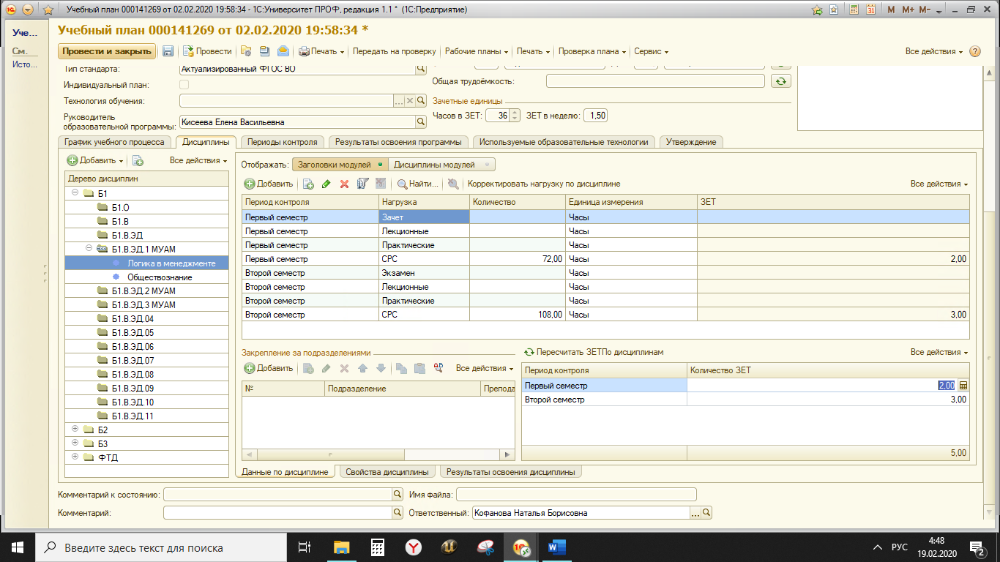 Учебный план 000141269 от 02.02.2020 19:58:34 - 1С:Университет ПРОФ, редакция 1.1 * (1С:Предприятие)
M M+ M-
Уче...
См.
Исто...
Учебный план 000141269 от 02.02.2020 19:58:34 *
Провести и закрыть Провести Печать Передать на проверку Рабочие планы Печать Проверка плана Сервис Все действия
Тип стандарта: Актуализированный ФГОС ВО
Общая трудоёмкость:
Индивидуальный план:
Технология обучения:
Зачетные единицы
Руководитель образовательной программы: Кисеева Елена Васильевна
Часов в ЗЕТ: 36 ЗЕТ в неделю: 1,50
График учебного процесса Дисциплины Периоды контроля Результаты освоения программы Используемые образовательные технологии Утверждение
Добавить Все действия
Дерево дисциплин
Б1
Б1.О
Б1.В
Б1.В.ЭД
Б1.В.ЭД.1 МУАМ
Логика в менеджменте
Обществознание
Б1.В.ЭД.2 МУАМ
Б1.В.ЭД.3 МУАМ
Б1.В.ЭД.04
Б1.В.ЭД.05
Б1.В.ЭД.06
Б1.В.ЭД.07
Б1.В.ЭД.08
Б1.В.ЭД.09
Б1.В.ЭД.10
Б1.В.ЭД.11
Б2
Б3
ФТД
Отображать: Заголовки модулей Дисциплины модулей
Добавить Найти... Корректировать нагрузку по дисциплине Все действия
Период контроля Нагрузка Количество Единица измерения ЗЕТ
Первый семестр Зачет Часы
Первый семестр Лекционные Часы
Первый семестр Практические Часы
Первый семестр СРС 72,00 Часы 2,00
Второй семестр Экзамен Часы
Второй семестр Лекционные Часы
Второй семестр Практические Часы
Второй семестр СРС 108,00 Часы 3,00
Закрепление за подразделениями
Добавить Все действия
№ Подразделение Препода
Пересчитать ЗЕТПо дисциплинам Все действия
Период контроля Количество ЗЕТ
Первый семестр 2,00
Второй семестр 3,00
5,00
Данные по дисциплине Свойства дисциплины Результаты освоения дисциплины
Комментарий к состоянию: Имя файла:
Комментарий: Ответственный: Кофанова Наталья Борисовна
Введите здесь текст для поиска
РУС
4:48
19.02.2020
2